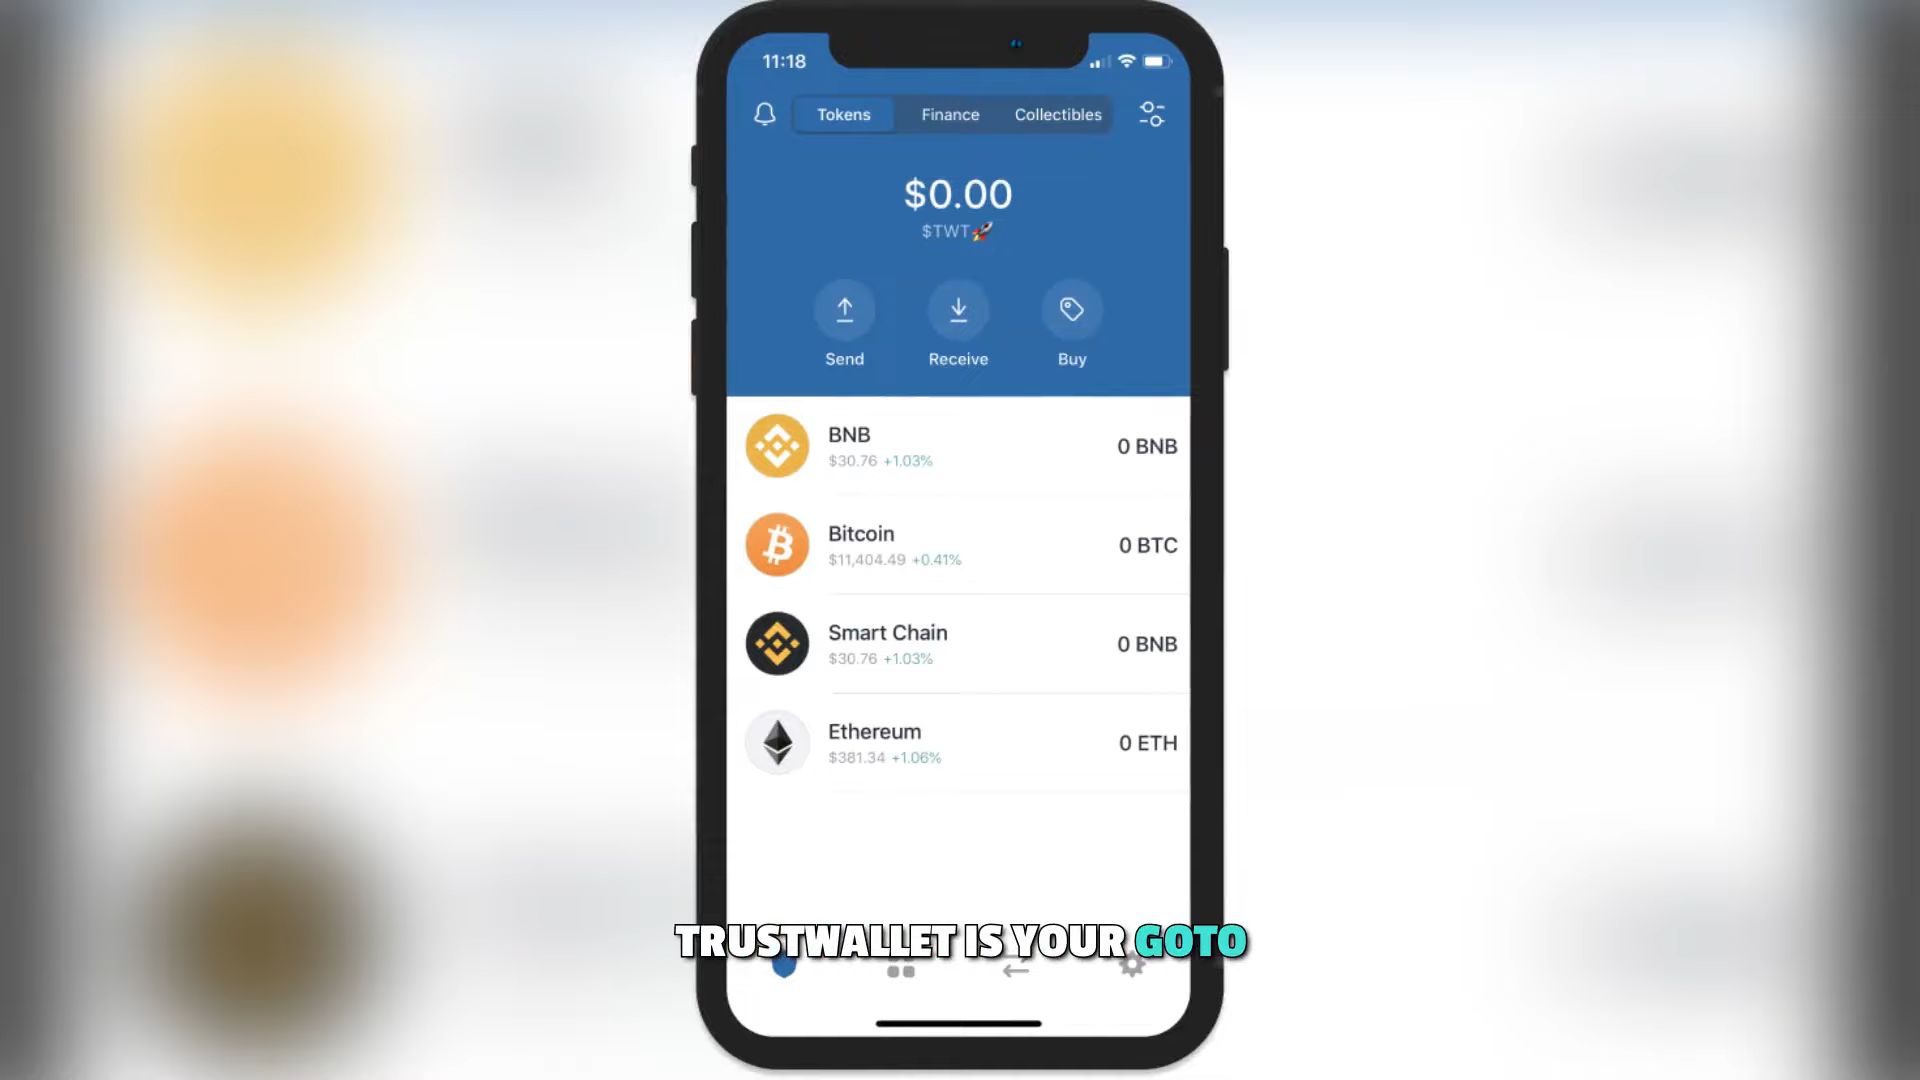 11:18
Tokens Finance Collectibles
$0.00
$TWT🚀
Send Receive Buy
BNB
0 BNB
$30.76 +1.03%
Bitcoin
0 BTC
$11,404.49 +0.41%
Smart Chain
0 BNB
$30.76 +1.03%
Ethereum
0 ETH
$381.34 +1.06%
TRUSTWALLET IS YOUR GOTO